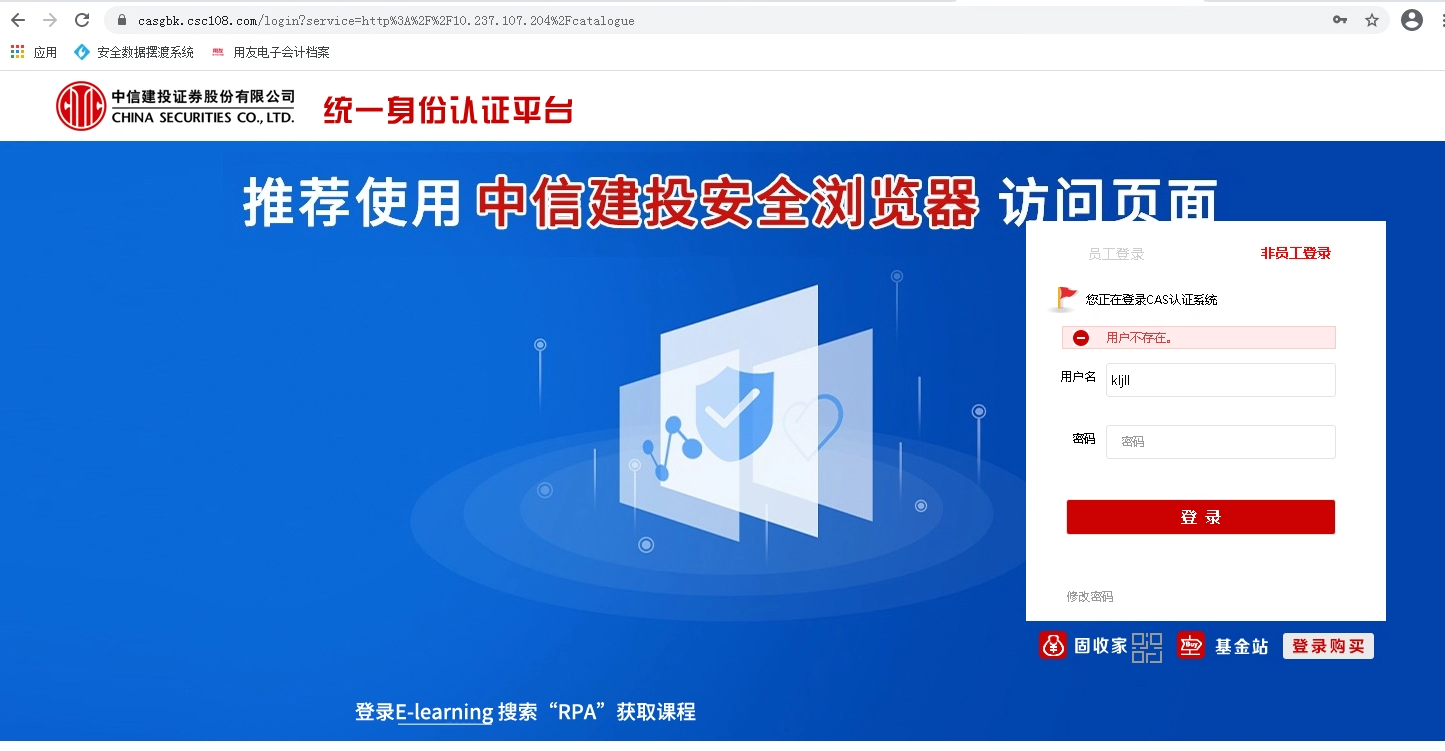 casgbk.csc108.com/login?service=http%3A%2F%2F10.237.107.204%2Fcatalogue
应用 安全数据摆渡系统 用友电子会计档案
中信建投证券股份有限公司
CHINA SECURITIES CO., LTD.
统一身份认证平台
推荐使用 中信建投安全浏览器 访问页面
员工登录 非员工登录
您正在登录CAS认证系统
用户不存在。
用户名 kljll
密码 密码
登 录
修改密码
固收家 基金站 登录购买
登录E-learning 搜索“RPA”获取课程